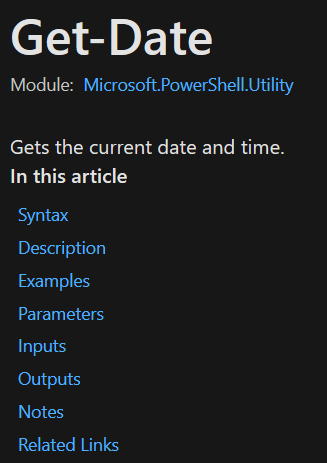 Get-Date
Module: Microsoft.PowerShell.Utility
Gets the current date and time.
In this article
Syntax
Description
Examples
Parameters
Inputs
Outputs
Notes
Related Links